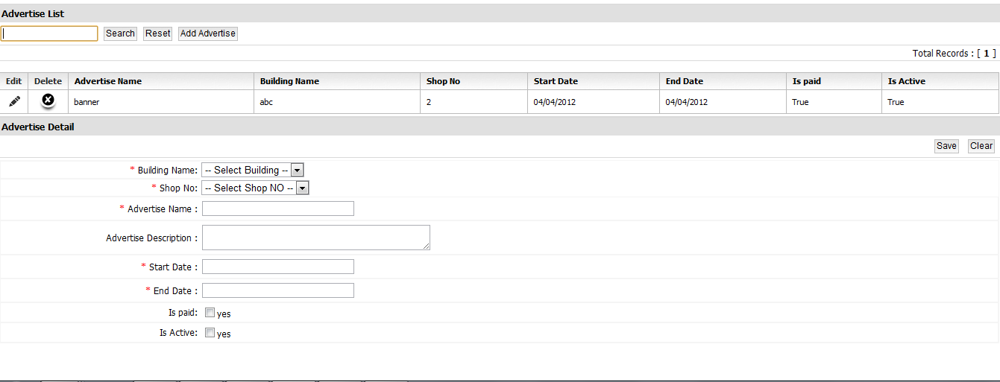 Advertise List
Search Reset Add Advertise
Total Records : [ 1 ]
Edit Delete Advertise Name Building Name Shop No Start Date End Date Is paid Is Active
banner abc 2 04/04/2012 04/04/2012 True True
Advertise Detail
Save Clear
* Building Name: -- Select Building --
* Shop No: -- Select Shop NO --
* Advertise Name :
Advertise Description :
* Start Date :
* End Date :
Is paid: yes
Is Active: yes